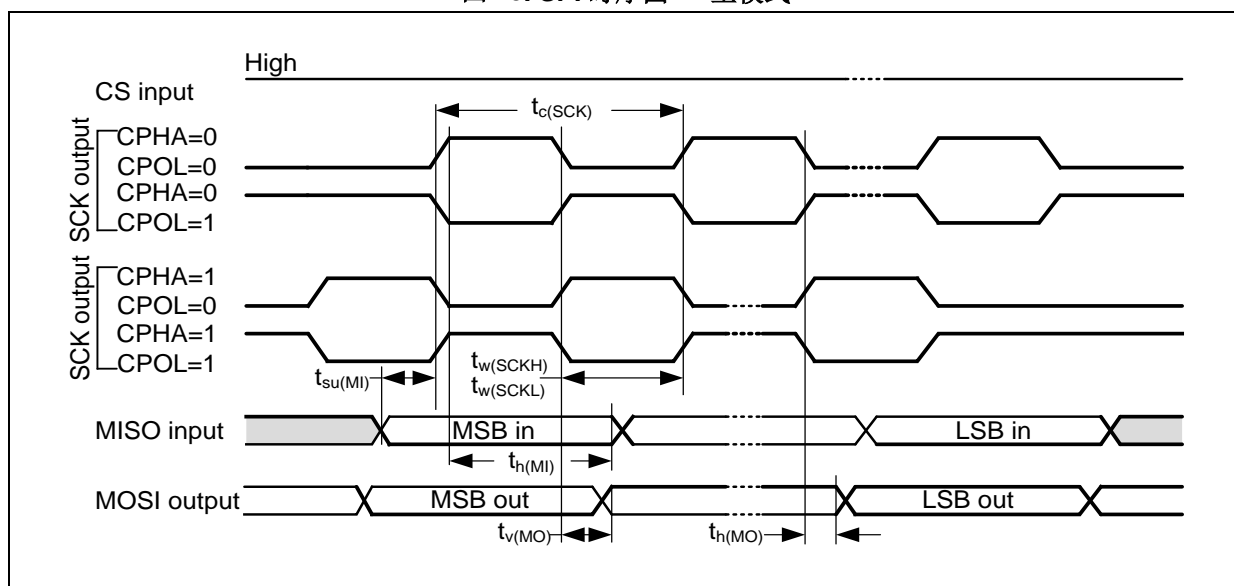 High
CS input
tc(SCK)
SCK output
CPHA=0
CPOL=0
CPHA=0
CPOL=1
SCK output
CPHA=1
CPOL=0
CPHA=1
CPOL=1
tsu(MI)
tw(SCKH)
tw(SCKL)
MISO input
MSB in
LSB in
th(MI)
MOSI output
MSB out
LSB out
tv(MO)
th(MO)